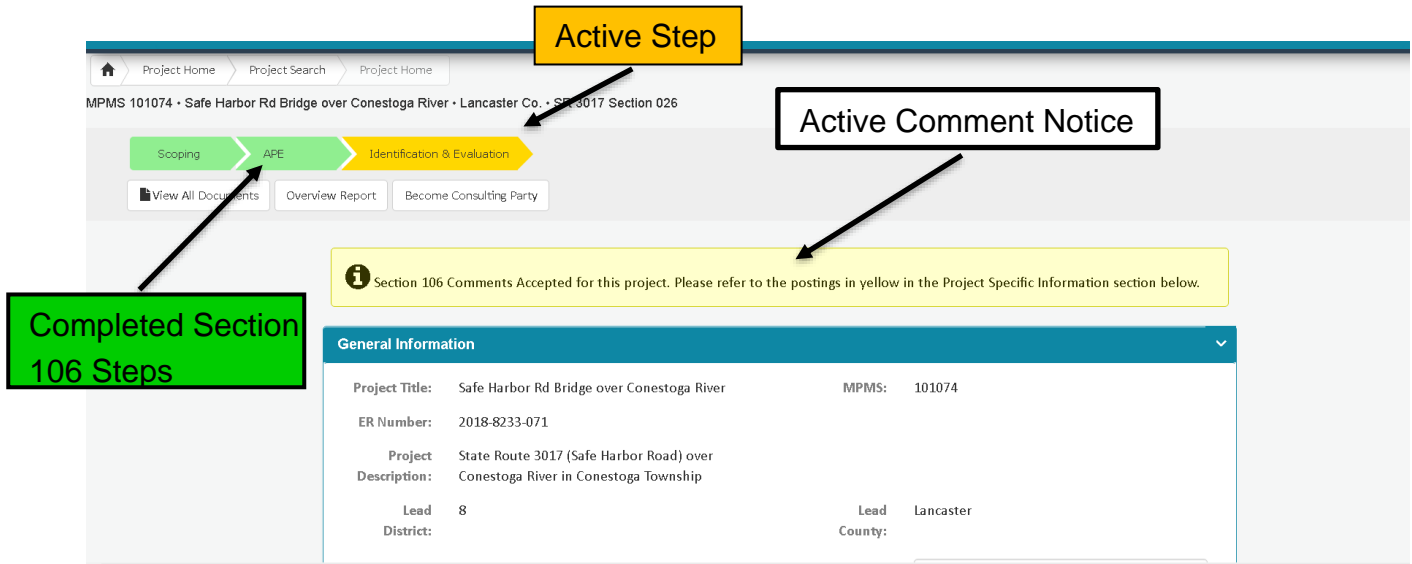 Active Step
Project Home Project Search Project Home
MPMS 101074 • Safe Harbor Rd Bridge over Conestoga River • Lancaster Co. • SR 3017 Section 026
Active Comment Notice
Scoping APE Identification & Evaluation
View All Documents Overview Report Become Consulting Party
Section 106 Comments Accepted for this project. Please refer to the postings in yellow in the Project Specific Information section below.
Completed Section
106 Steps
General Information
Project Title: Safe Harbor Rd Bridge over Conestoga River MPMS: 101074
ER Number: 2018-8233-071
Project State Route 3017 (Safe Harbor Road) over
Description: Conestoga River in Conestoga Township
Lead 8 Lead Lancaster
District: County: